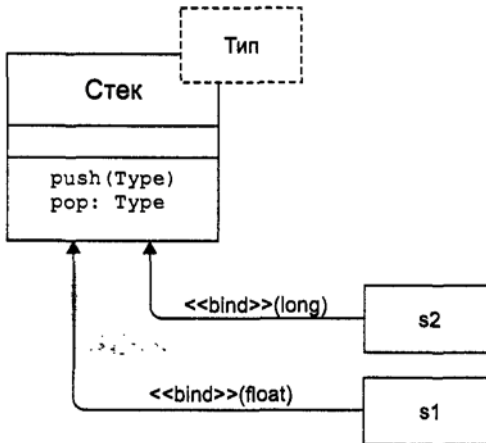 Тип
Стек
push(Type)
pop: Type
<<bind>>(long)
s2
<<bind>>(float)
s1